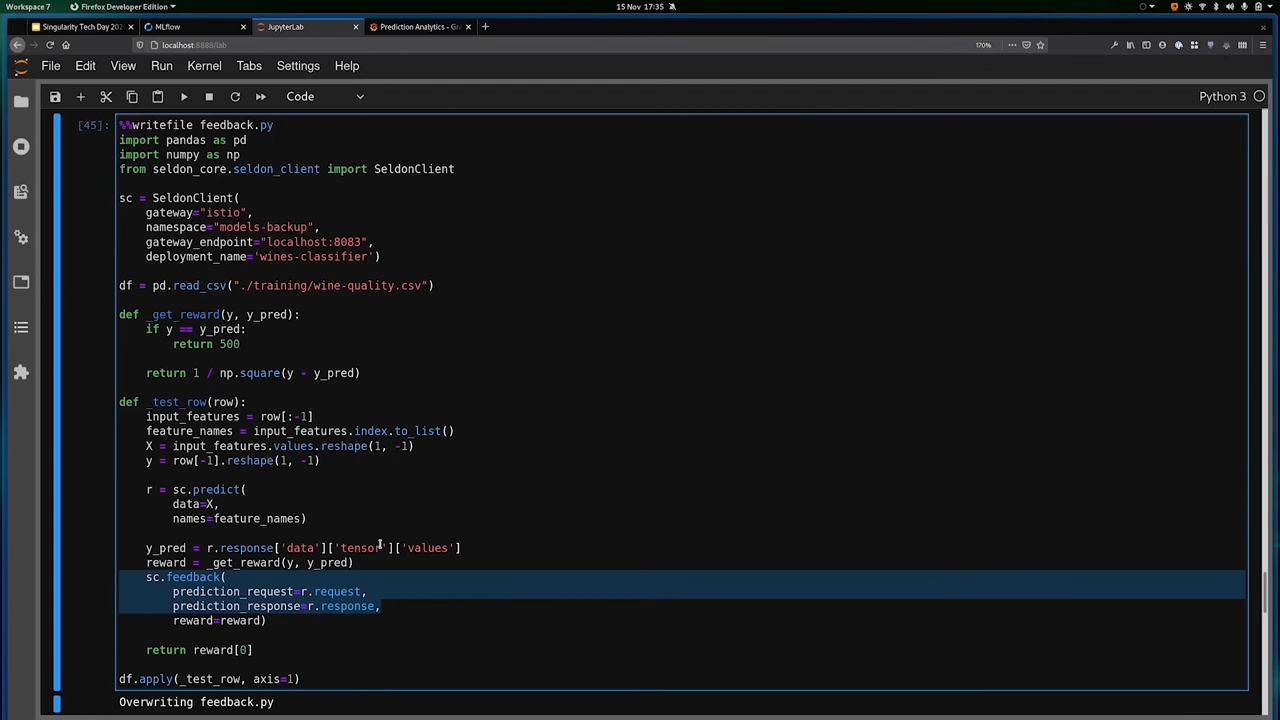 Workspace 7
Firefox Developer Edition
15 Nov 17:35
Singularity Tech Day 202
MLflow
JupyterLab
Prediction Analytics - Gra
localhost:8888/lab
170%
File Edit View Run Kernel Tabs Settings Help
Code
Python 3
[45]:
%%writefile feedback.py
import pandas as pd
import numpy as np
from seldon_core.seldon_client import SeldonClient
sc = SeldonClient(
gateway="istio",
namespace="models-backup",
gateway_endpoint="localhost:8083",
deployment_name='wines-classifier')
df = pd.read_csv("./training/wine-quality.csv")
def _get_reward(y, y_pred):
if y == y_pred:
return 500
return 1 / np.square(y - y_pred)
def _test_row(row):
input_features = row[:-1]
feature_names = input_features.index.to_list()
X = input_features.values.reshape(1, -1)
y = row[-1].reshape(1, -1)
r = sc.predict(
data=X,
names=feature_names)
y_pred = r.response['data']['tensor']['values']
reward = _get_reward(y, y_pred)
sc.feedback(
prediction_request=r.request,
prediction_response=r.response,
reward=reward)
return reward[0]
df.apply(_test_row, axis=1)
Overwriting feedback.py